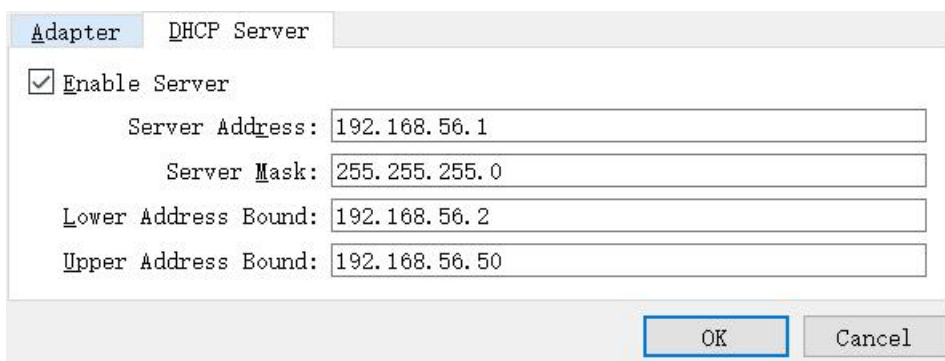 Adapter DHCP Server
Enable Server
Server Address: 192.168.56.1
Server Mask: 255.255.255.0
Lower Address Bound: 192.168.56.2
Upper Address Bound: 192.168.56.50
OK Cancel